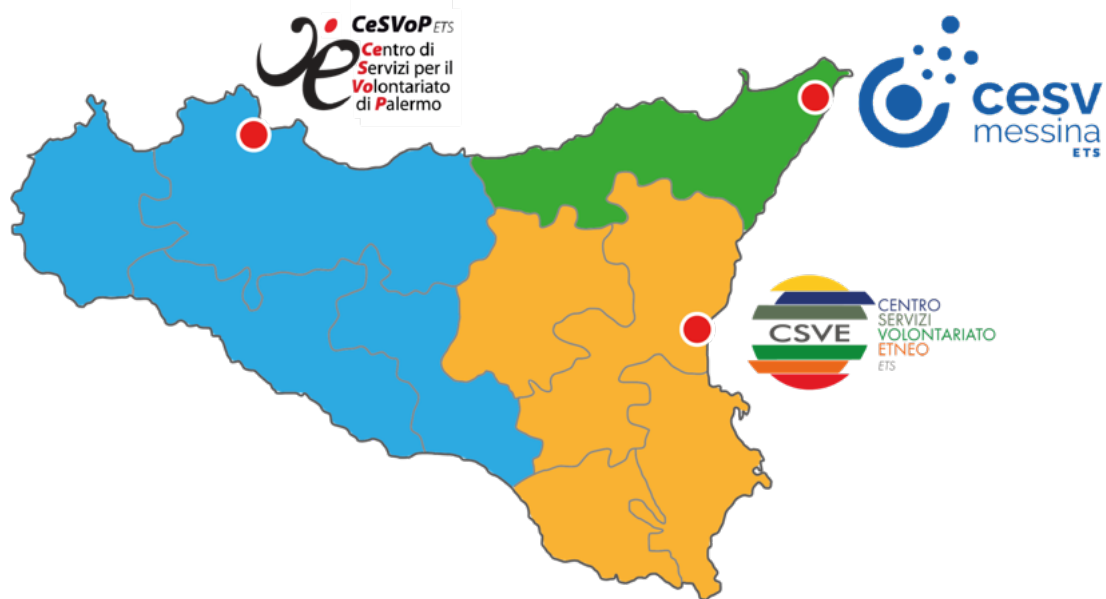 CeSVoP ETS
Centro di
Servizi per il
Volontariato
di Palermo
cesv
messina
ETS
CSVE
CENTRO
SERVIZI
VOLONTARIATO
ETNEO
ETS